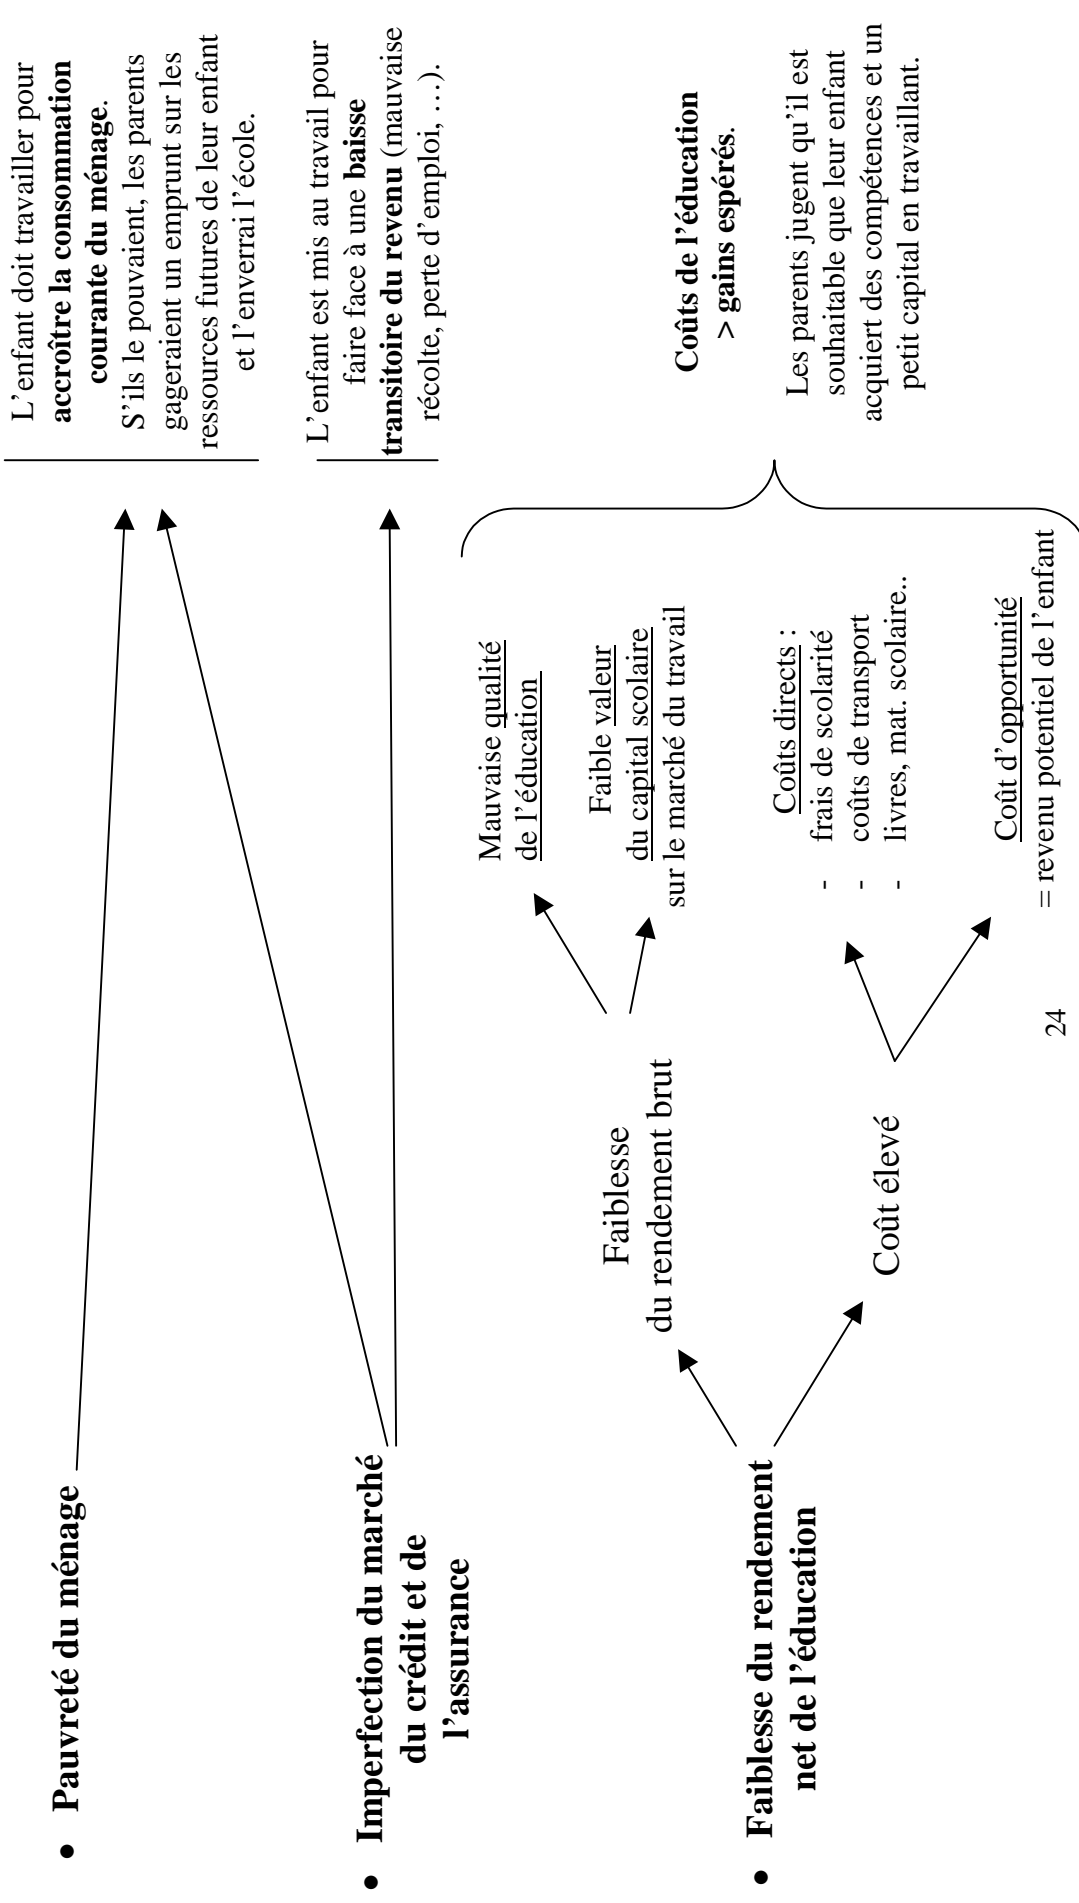 • Pauvreté du ménage
L'enfant doit travailler pour
accroître la consommation
courante du ménage.
S'ils le pouvaient, les parents
gageraient un emprunt sur les
ressources futures de leur enfant
et l'enverrai l'école.
• Imperfection du marché
du crédit et de
l'assurance
L'enfant est mis au travail pour
faire face à une baisse
transitoire du revenu (mauvaise
récolte, perte d'emploi, …).
• Faiblesse du rendement
net de l'éducation
Faiblesse
du rendement brut
Mauvaise qualité
de l'éducation
Faible valeur
du capital scolaire
sur le marché du travail
Coût élevé
Coûts directs :
- frais de scolarité
- coûts de transport
- livres, mat. scolaire..
Coût d'opportunité
= revenu potentiel de l'enfant
Coûts de l'éducation
> gains espérés.
Les parents jugent qu'il est
souhaitable que leur enfant
acquiert des compétences et un
petit capital en travaillant.
24